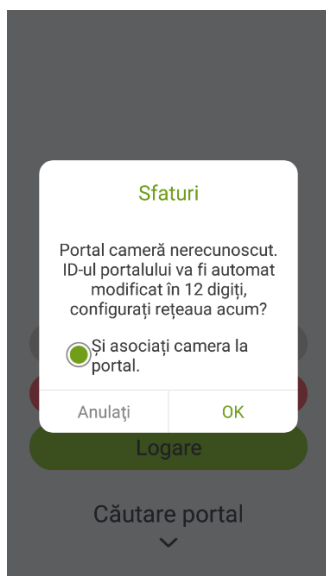 Sfaturi
Portal cameră nerecunoscut.
ID-ul portalului va fi automat
modificat în 12 digiți,
configurați rețeaua acum?
Și asociați camera la
portal.
Anulați OK
Logare
Căutare portal